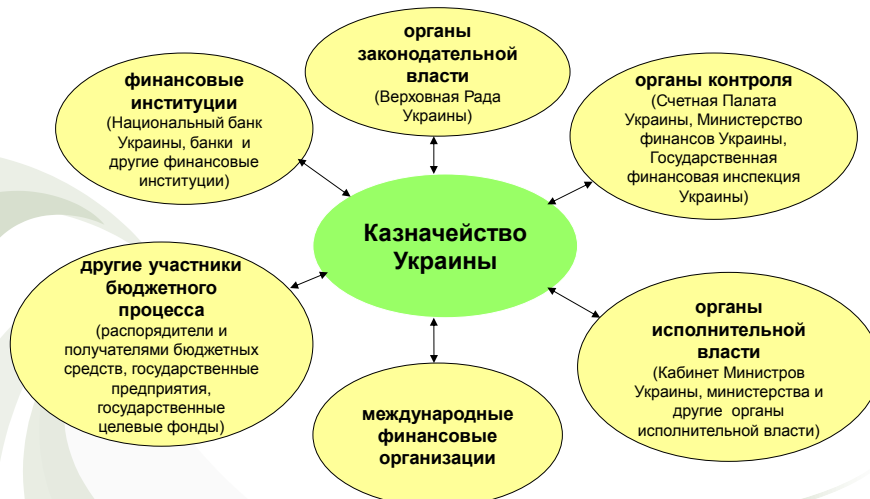 органы
законодательной
власти
(Верховная Рада
Украины)
финансовые
институции
(Национальный банк
Украины, банки и
другие финансовые
институции)
органы контроля
(Счетная Палата
Украины, Министерство
финансов Украины,
Государственная
финансовая инспекция
Украины)
Казначейство
Украины
другие участники
бюджетного
процесса
(распорядители и
получателями бюджетных
средств, государственные
предприятия,
государственные
целевые фонды)
органы
исполнительной
власти
(Кабинет Министров
Украины, министерства и
другие органы
исполнительной власти)
международные
финансовые
организации